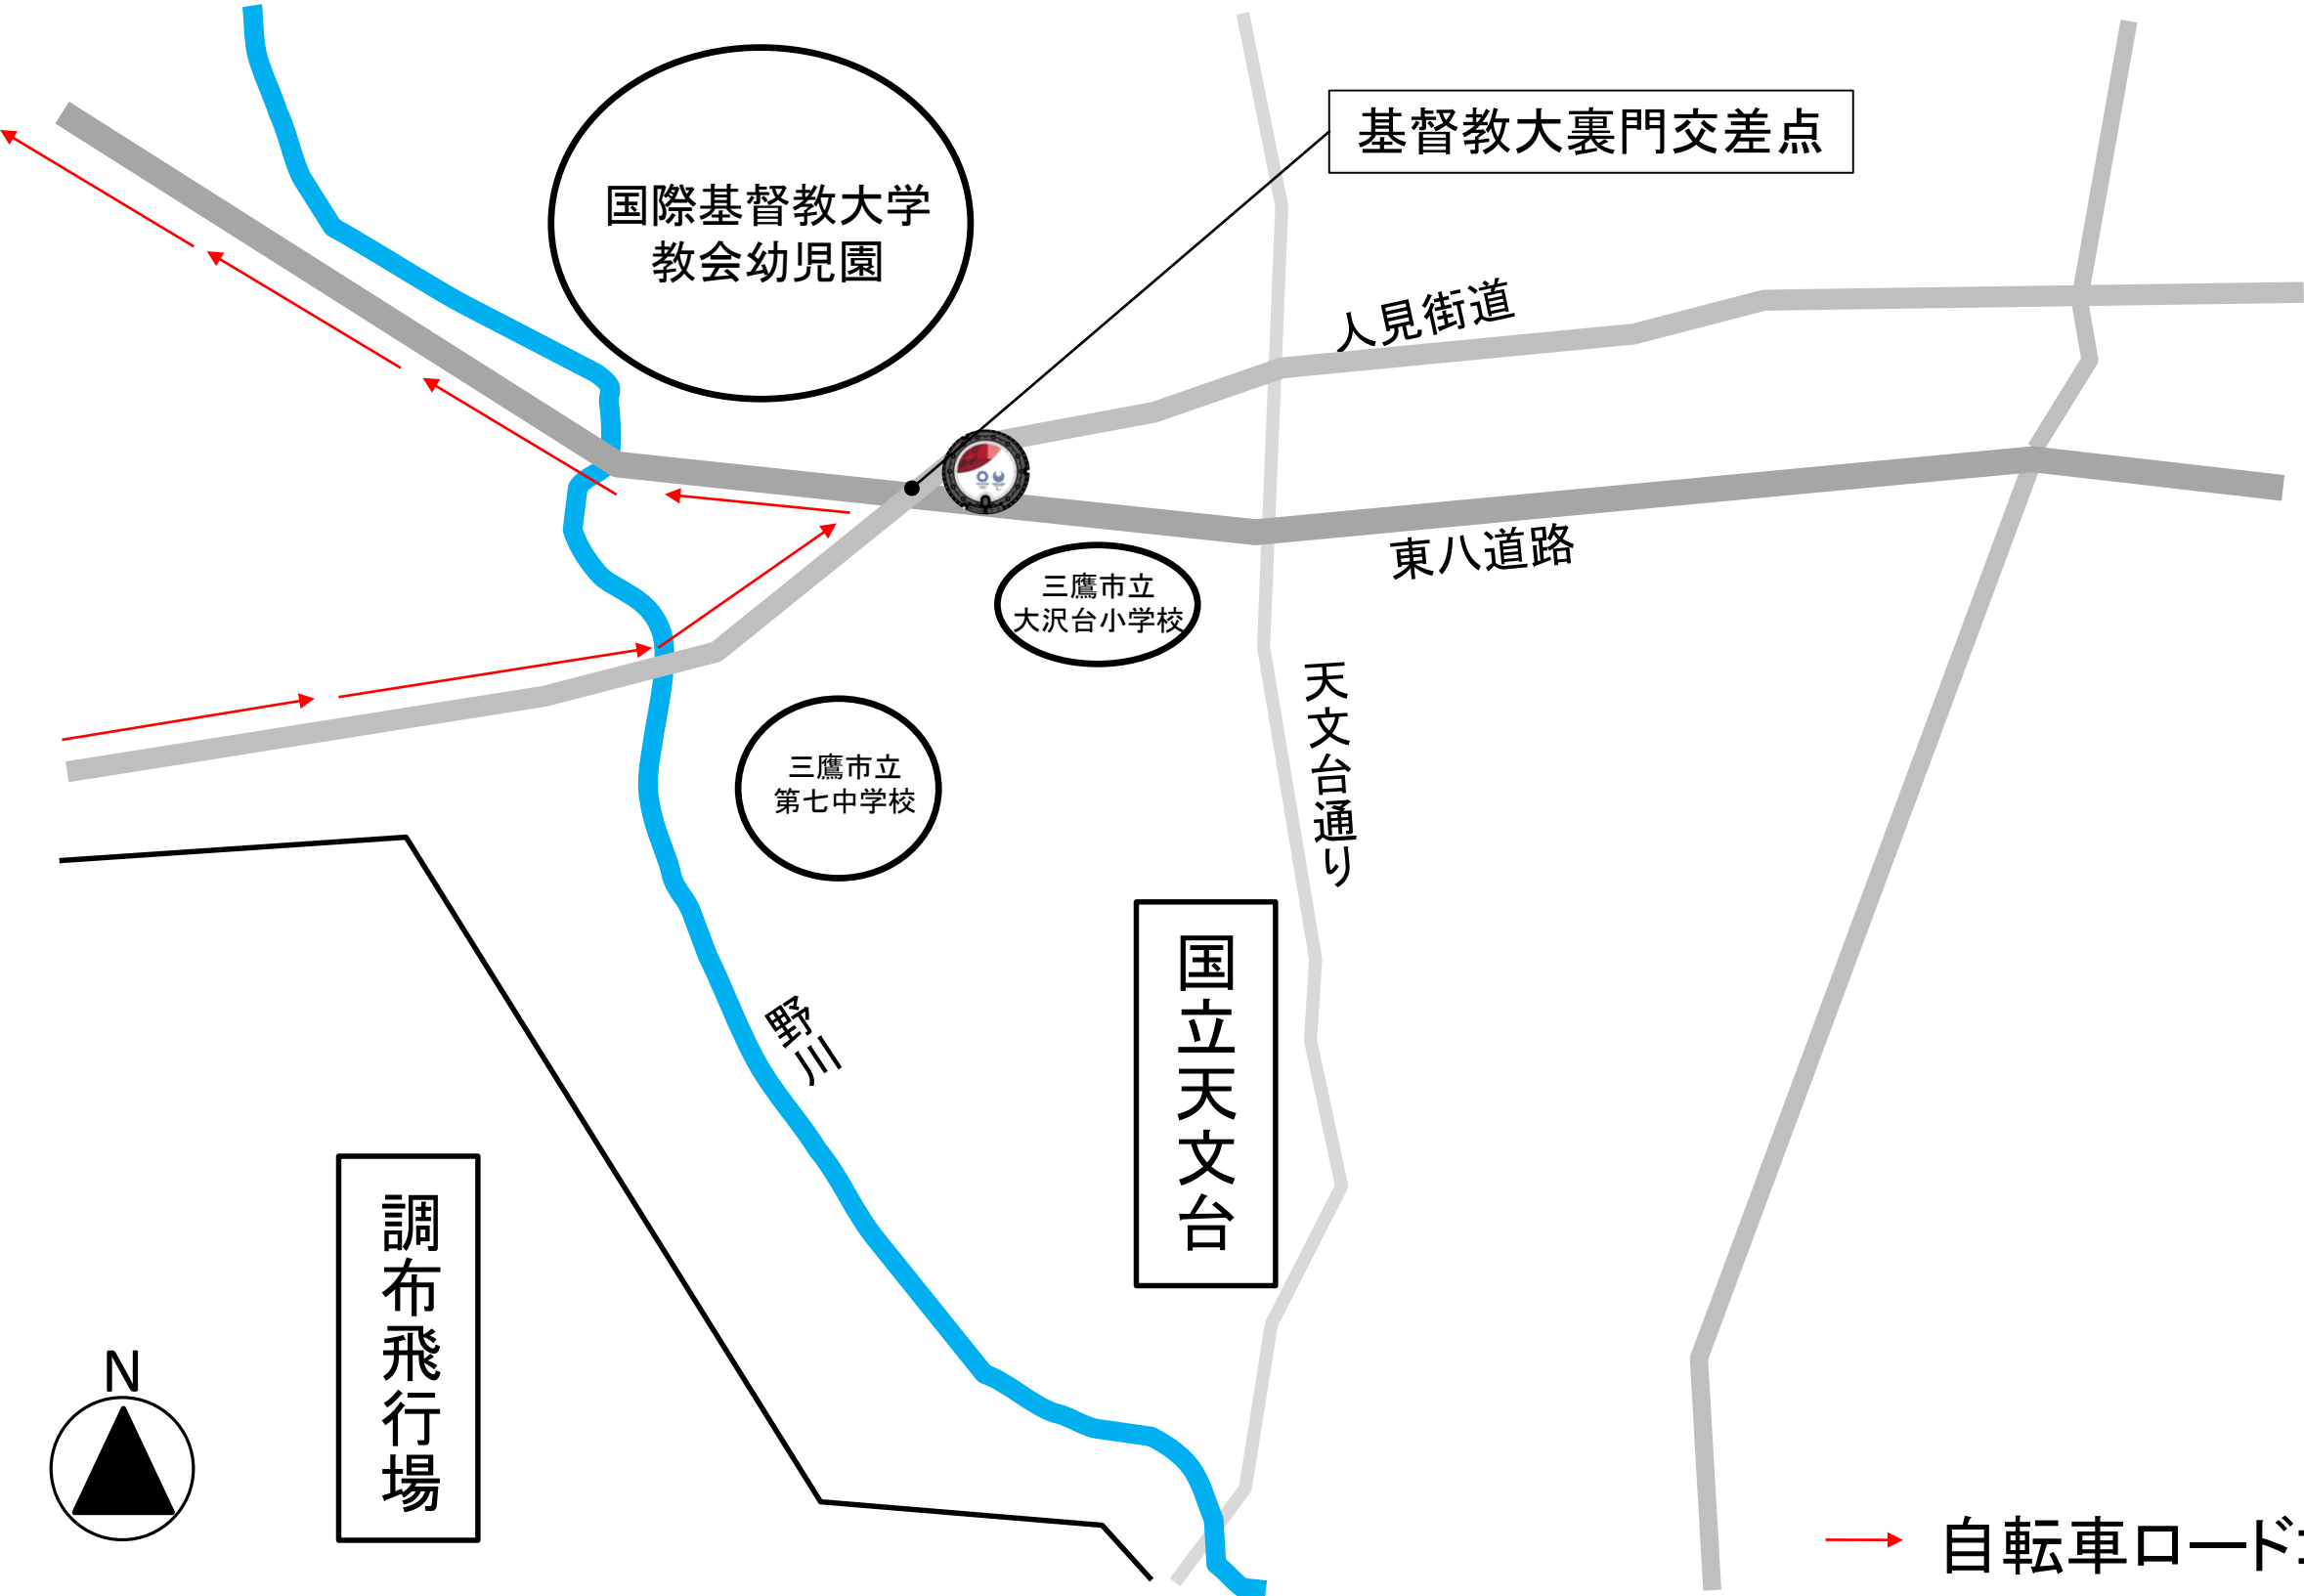 基督教大裏門交差点
国際基督教大学
教会幼児園
人見街道
東八道路
三鷹市立
大沢台小学校
天文台通り
三鷹市立
第七中学校
国立天文台
野川
調布飛行場
N
自転車ロード